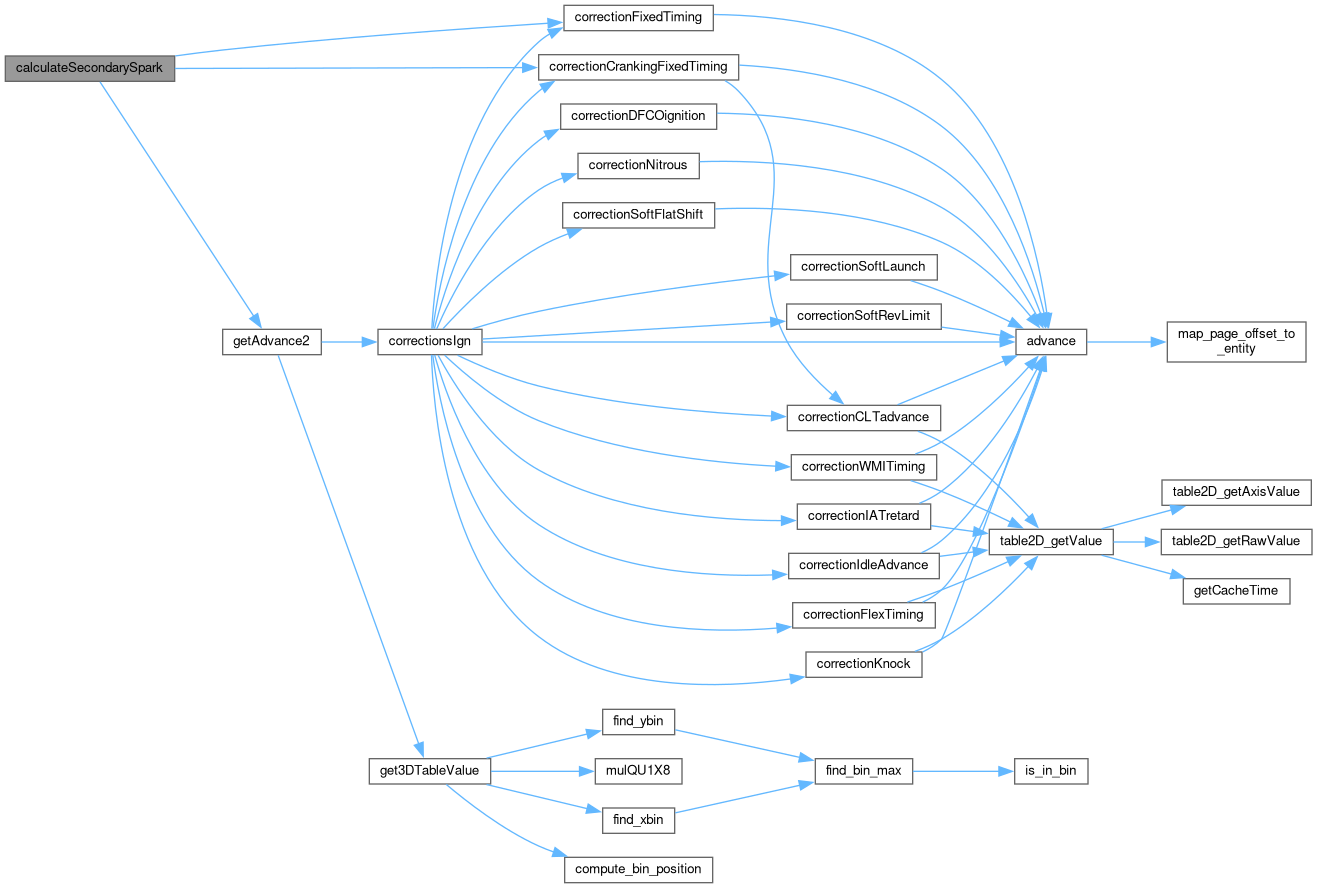 correctionFixedTiming
calculateSecondarySpark
correctionCrankingFixedTiming
correctionDFCOignition
correctionNitrous
correctionSoftFlatShift
correctionSoftLaunch
correctionSoftRevLimit
getAdvance2
correctionsIgn
advance
map_page_offset_to
_entity
correctionCLTadvance
correctionWMITiming
table2D_getAxisValue
correctionIATretard
table2D_getValue
table2D_getRawValue
correctionIdleAdvance
getCacheTime
correctionFlexTiming
correctionKnock
find_ybin
get3DTableValue
mulQU1X8
find_bin_max
is_in_bin
find_xbin
compute_bin_position